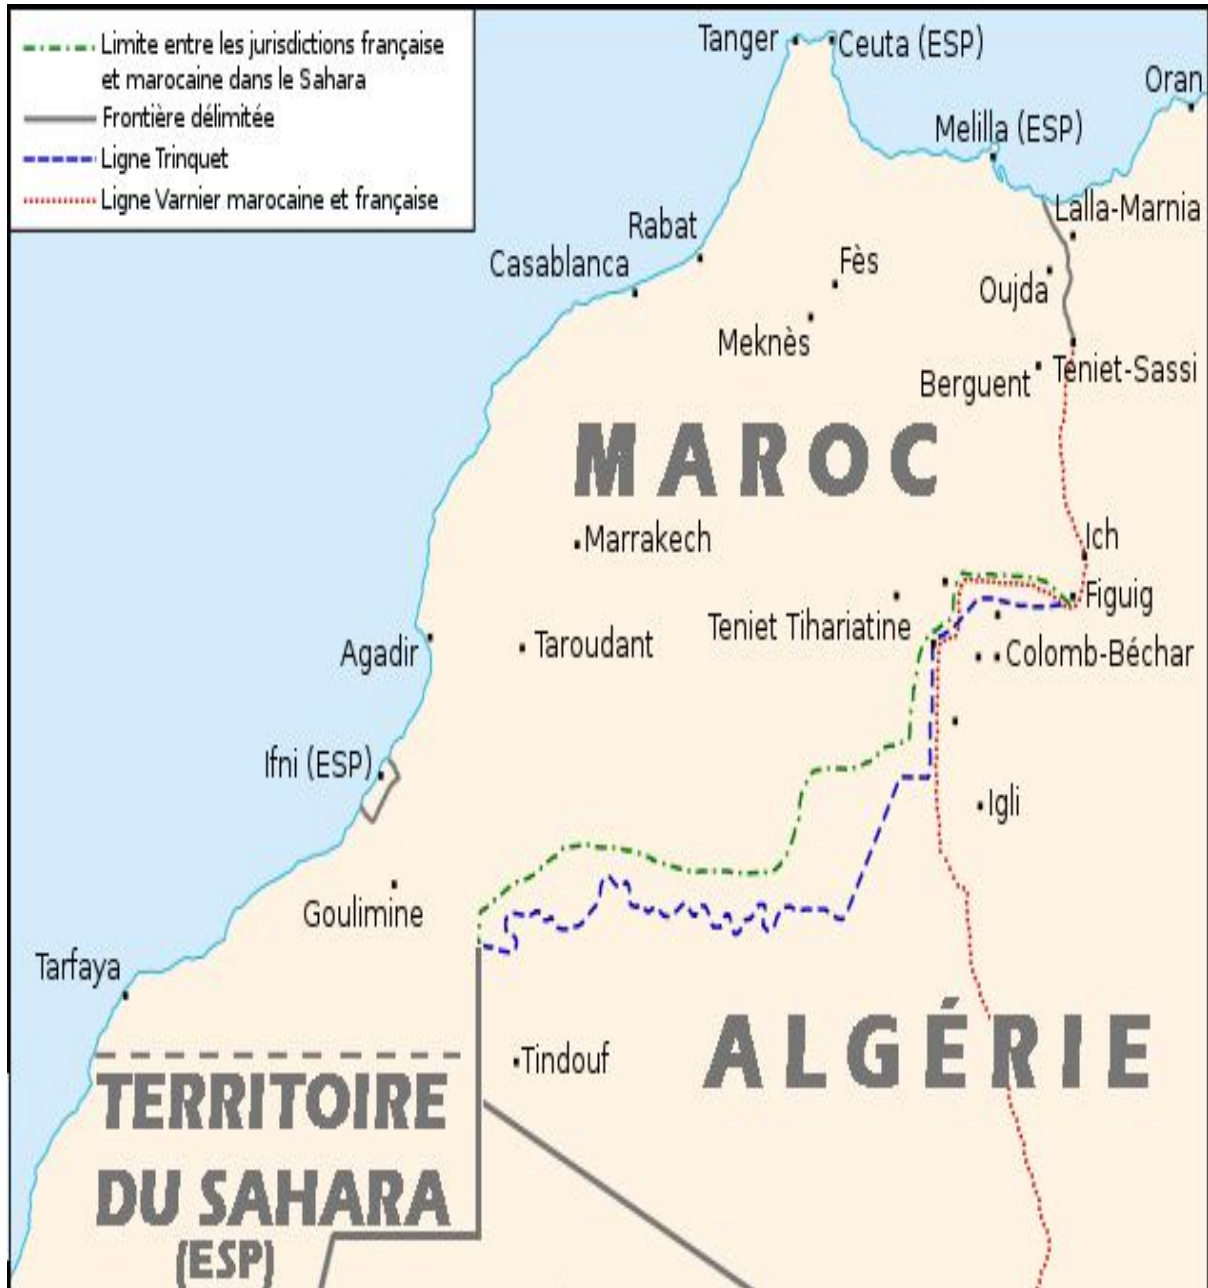 Limite entre les jurisdictions française
et marocaine dans le Sahara
Frontière délimitée
Ligne Trinquet
Ligne Varnier marocaine et française
Tanger
Ceuta (ESP)
Oran
Melilla (ESP)
Lalla-Marnia
Rabat
Casablanca
Fès
Oujda
Meknès
Teniet-Sassi
Berguent
MAROC
Marrakech
Ich
Figuig
Teniet Tihariatine
Agadir
Taroudant
Colomb-Béchar
Ifni (ESP)
Igli
Goulimine
Tarfaya
ALGÉRIE
Tindouf
TERRITOIRE
DU SAHARA
(ESP)